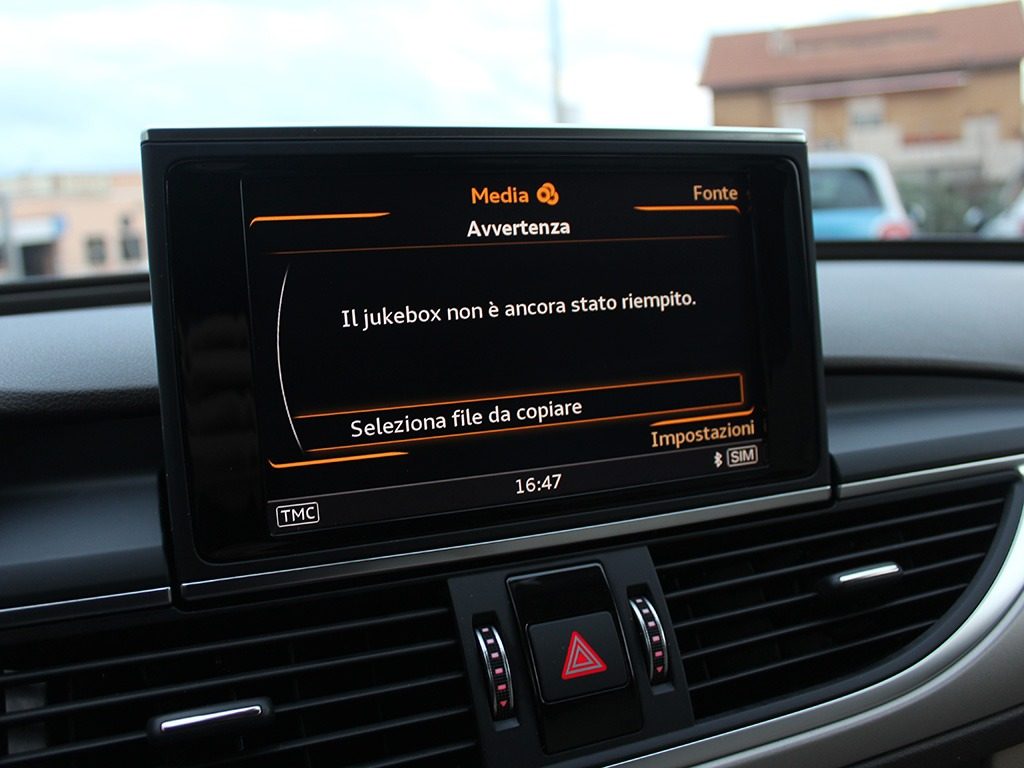 Media
Fonte
Avvertenza
Il jukebox non è ancora stato riempito.
Seleziona file da copiare
Impostazioni
SIM
16:47
TMC